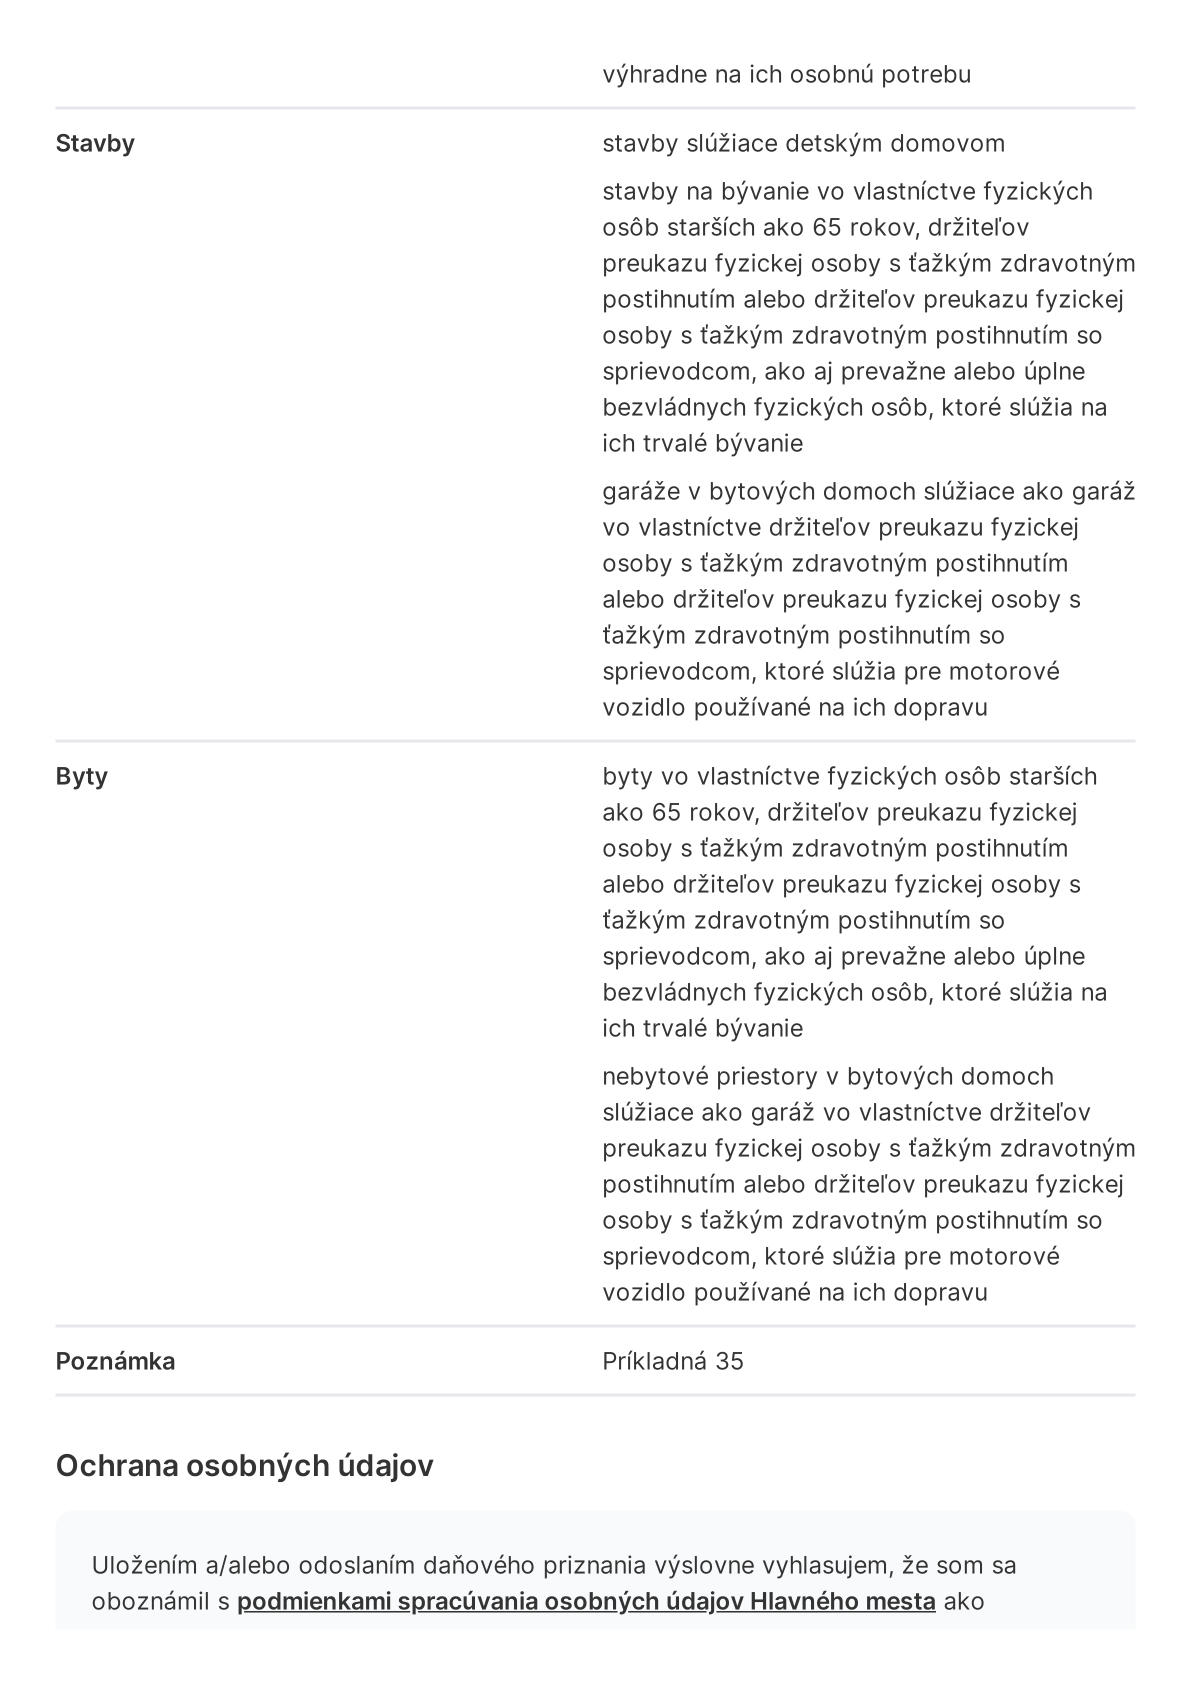 výhradne na ich osobnú potrebu
Stavby
stavby slúžiace detským domovom
stavby na bývanie vo vlastníctve fyzických
osôb starších ako 65 rokov, držiteľov
preukazu fyzickej osoby s ťažkým zdravotným
postihnutím alebo držiteľov preukazu fyzickej
osoby s ťažkým zdravotným postihnutím so
sprievodcom, ako aj prevažne alebo úplne
bezvládnych fyzických osôb, ktoré slúžia na
ich trvalé bývanie
garáže v bytových domoch slúžiace ako garáž
vo vlastníctve držiteľov preukazu fyzickej
osoby s ťažkým zdravotným postihnutím
alebo držiteľov preukazu fyzickej osoby s
ťažkým zdravotným postihnutím so
sprievodcom, ktoré slúžia pre motorové
vozidlo používané na ich dopravu
Byty
byty vo vlastníctve fyzických osôb starších
ako 65 rokov, držiteľov preukazu fyzickej
osoby s ťažkým zdravotným postihnutím
alebo držiteľov preukazu fyzickej osoby s
ťažkým zdravotným postihnutím so
sprievodcom, ako aj prevažne alebo úplne
bezvládnych fyzických osôb, ktoré slúžia na
ich trvalé bývanie
nebytové priestory v bytových domoch
slúžiace ako garáž vo vlastníctve držiteľov
preukazu fyzickej osoby s ťažkým zdravotným
postihnutím alebo držiteľov preukazu fyzickej
osoby s ťažkým zdravotným postihnutím so
sprievodcom, ktoré slúžia pre motorové
vozidlo používané na ich dopravu
Poznámka
Príkladná 35
Ochrana osobných údajov
Uložením a/alebo odoslaním daňového priznania výslovne vyhlasujem, že som sa
oboznámil s podmienkami spracúvania osobných údajov Hlavného mesta ako